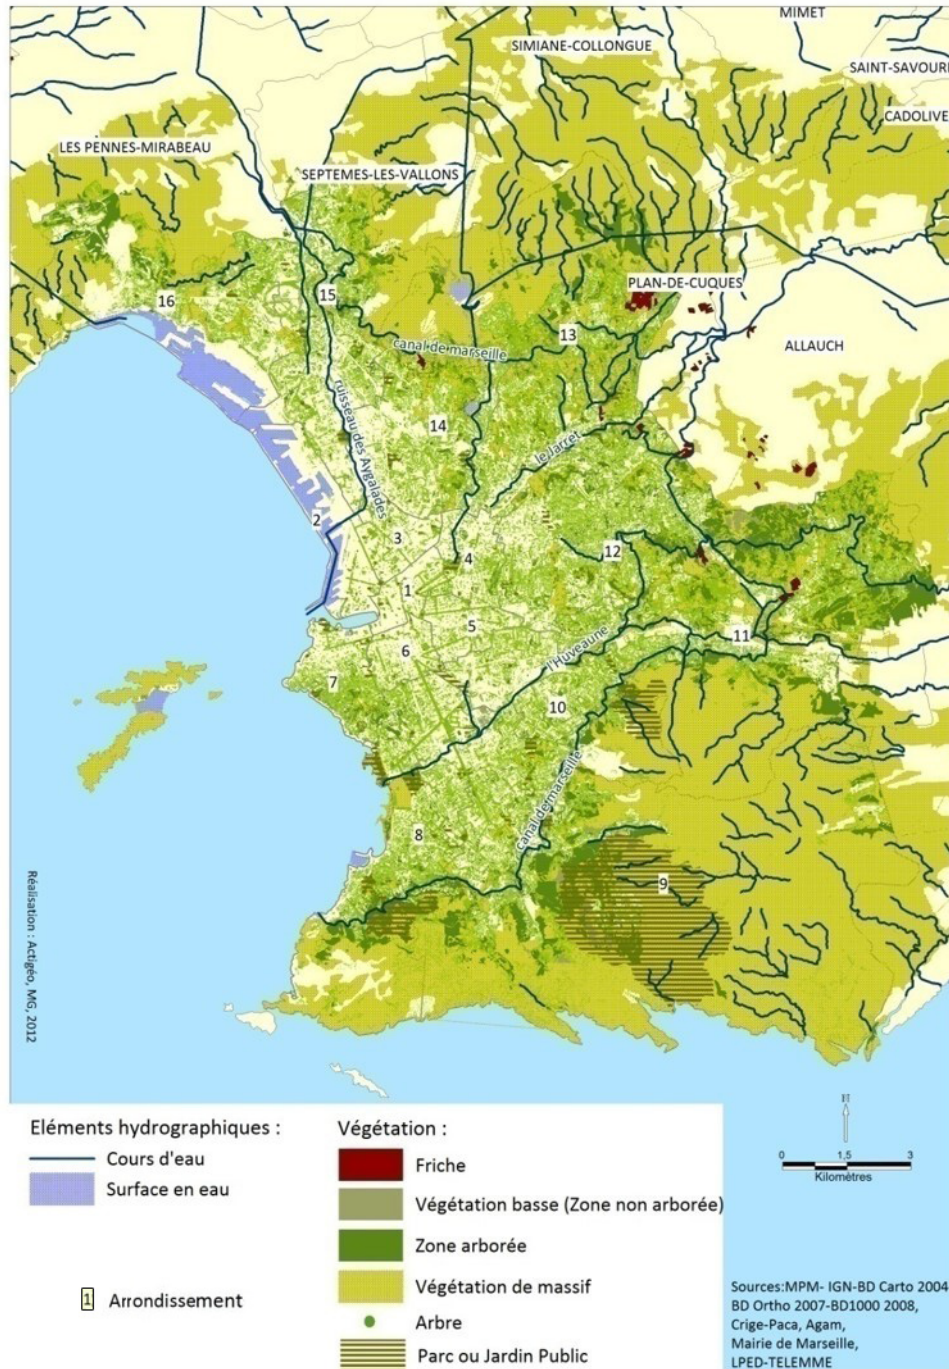 MIMET
SIMIANE-COLLONGUE
SAINT-SAVOURN
CADOLIVE
LES PENNES-MIRABEAU
SEPTEMES-LES-VALLONS
PLAN-DE-CUQUES
16
15
13
canal de marseille
ALLAUCH
ruisseau des Aygalades
14
le Jarret
2
3
4
12
1
5
11
6
l'Huveaune
7
10
canal de marseille
8
9
Réalisation : Actigéo, MG, 2012
Eléments hydrographiques :
Cours d'eau
Surface en eau
1 Arrondissement
Végétation :
Friche
Végétation basse (Zone non arborée)
Zone arborée
Végétation de massif
Arbre
Parc ou Jardin Public
N
0 1,5 3
Kilomètres
Sources:MPM- IGN-BD Carto 2004
BD Ortho 2007-BD1000 2008,
Crige-Paca, Agam,
Mairie de Marseille,
LPED-TELEMME